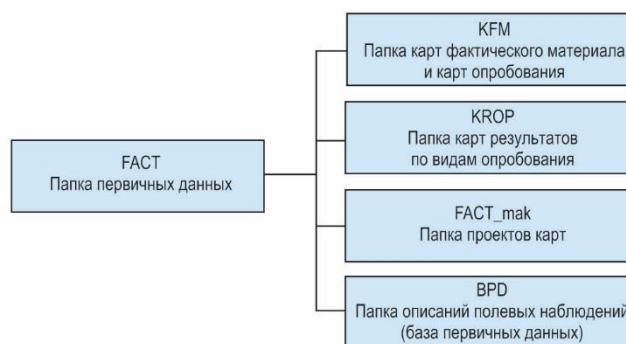 FACT
Папка первичных данных
KFM
Папка карт фактического материала
и карт опробования
KROP
Папка карт результатов
по видам опробования
FACT_mak
Папка проектов карт
BPD
Папка описаний полевых наблюдений
(база первичных данных)